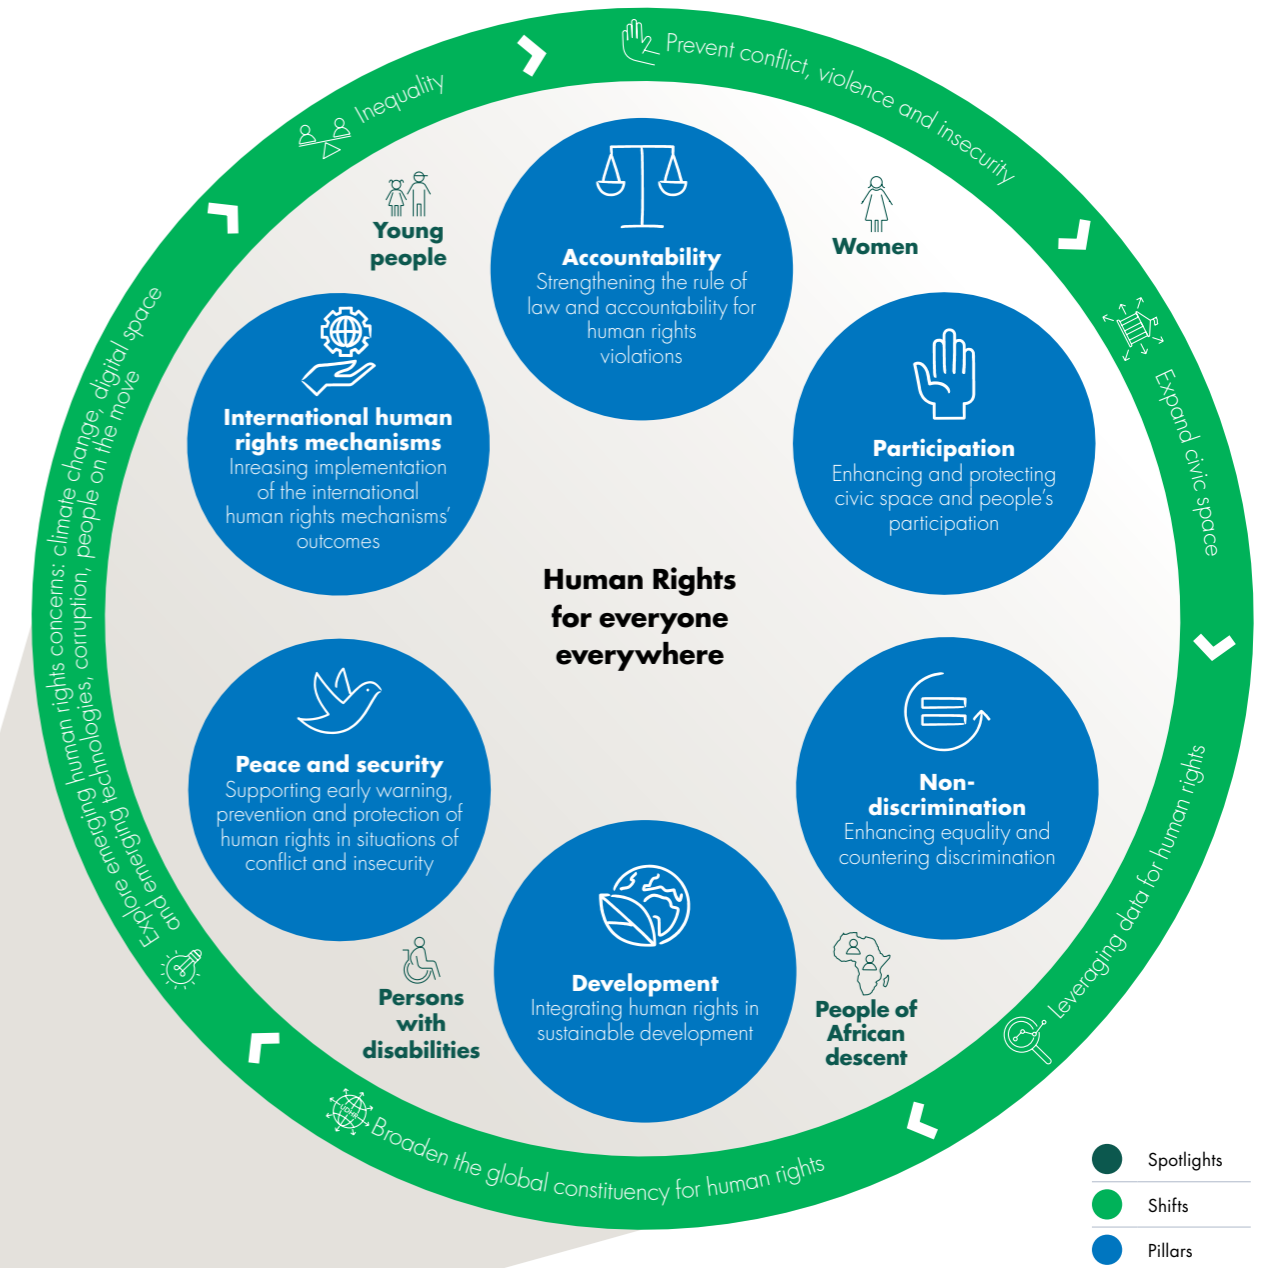 Prevent conflict, violence and insecurity
Expand civic space
Leveraging data for human rights
Broaden the global constituency for human rights
Explore emerging human rights concerns: climate change, digital space
and emerging technologies, corruption, people on the move
Inequality
Young
people
Women
Accountability
Strengthening the rule of
law and accountability for
human rights
violations
International human
rights mechanisms
Inreasing implementation
of the international
human rights mechanisms’
outcomes
Participation
Enhancing and protecting
civic space and people’s
participation
Human Rights
for everyone
everywhere
Peace and security
Supporting early warning,
prevention and protection of
human rights in situations of
conflict and insecurity
Non-
discrimination
Enhancing equality and
countering discrimination
Development
Integrating human rights in
sustainable development
Persons
with
disabilities
People of
African
descent
UDHR
Spotlights
Shifts
Pillars